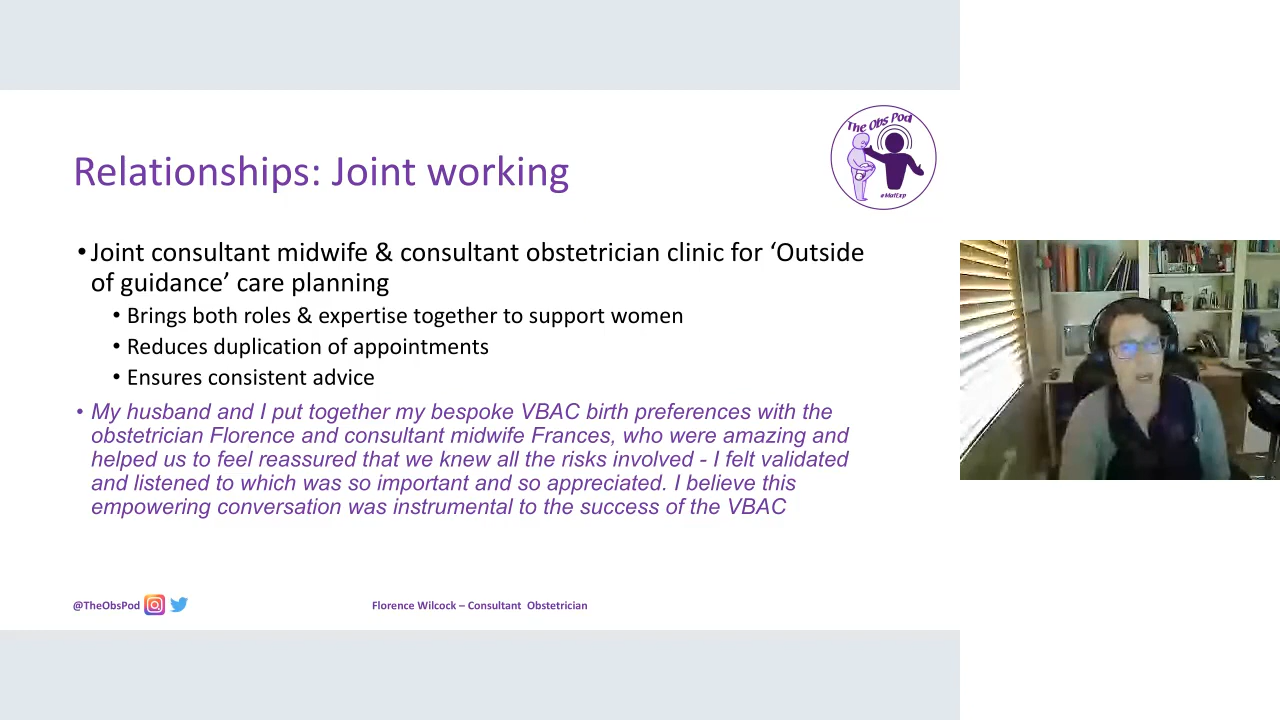 The Obs Pod
#MatExp
Relationships: Joint working
•Joint consultant midwife & consultant obstetrician clinic for ‘Outside
of guidance’ care planning
• Brings both roles & expertise together to support women
• Reduces duplication of appointments
• Ensures consistent advice
• My husband and I put together my bespoke VBAC birth preferences with the
obstetrician Florence and consultant midwife Frances, who were amazing and
helped us to feel reassured that we knew all the risks involved - I felt validated
and listened to which was so important and so appreciated. I believe this
empowering conversation was instrumental to the success of the VBAC
@TheObsPod
Florence Wilcock – Consultant Obstetrician